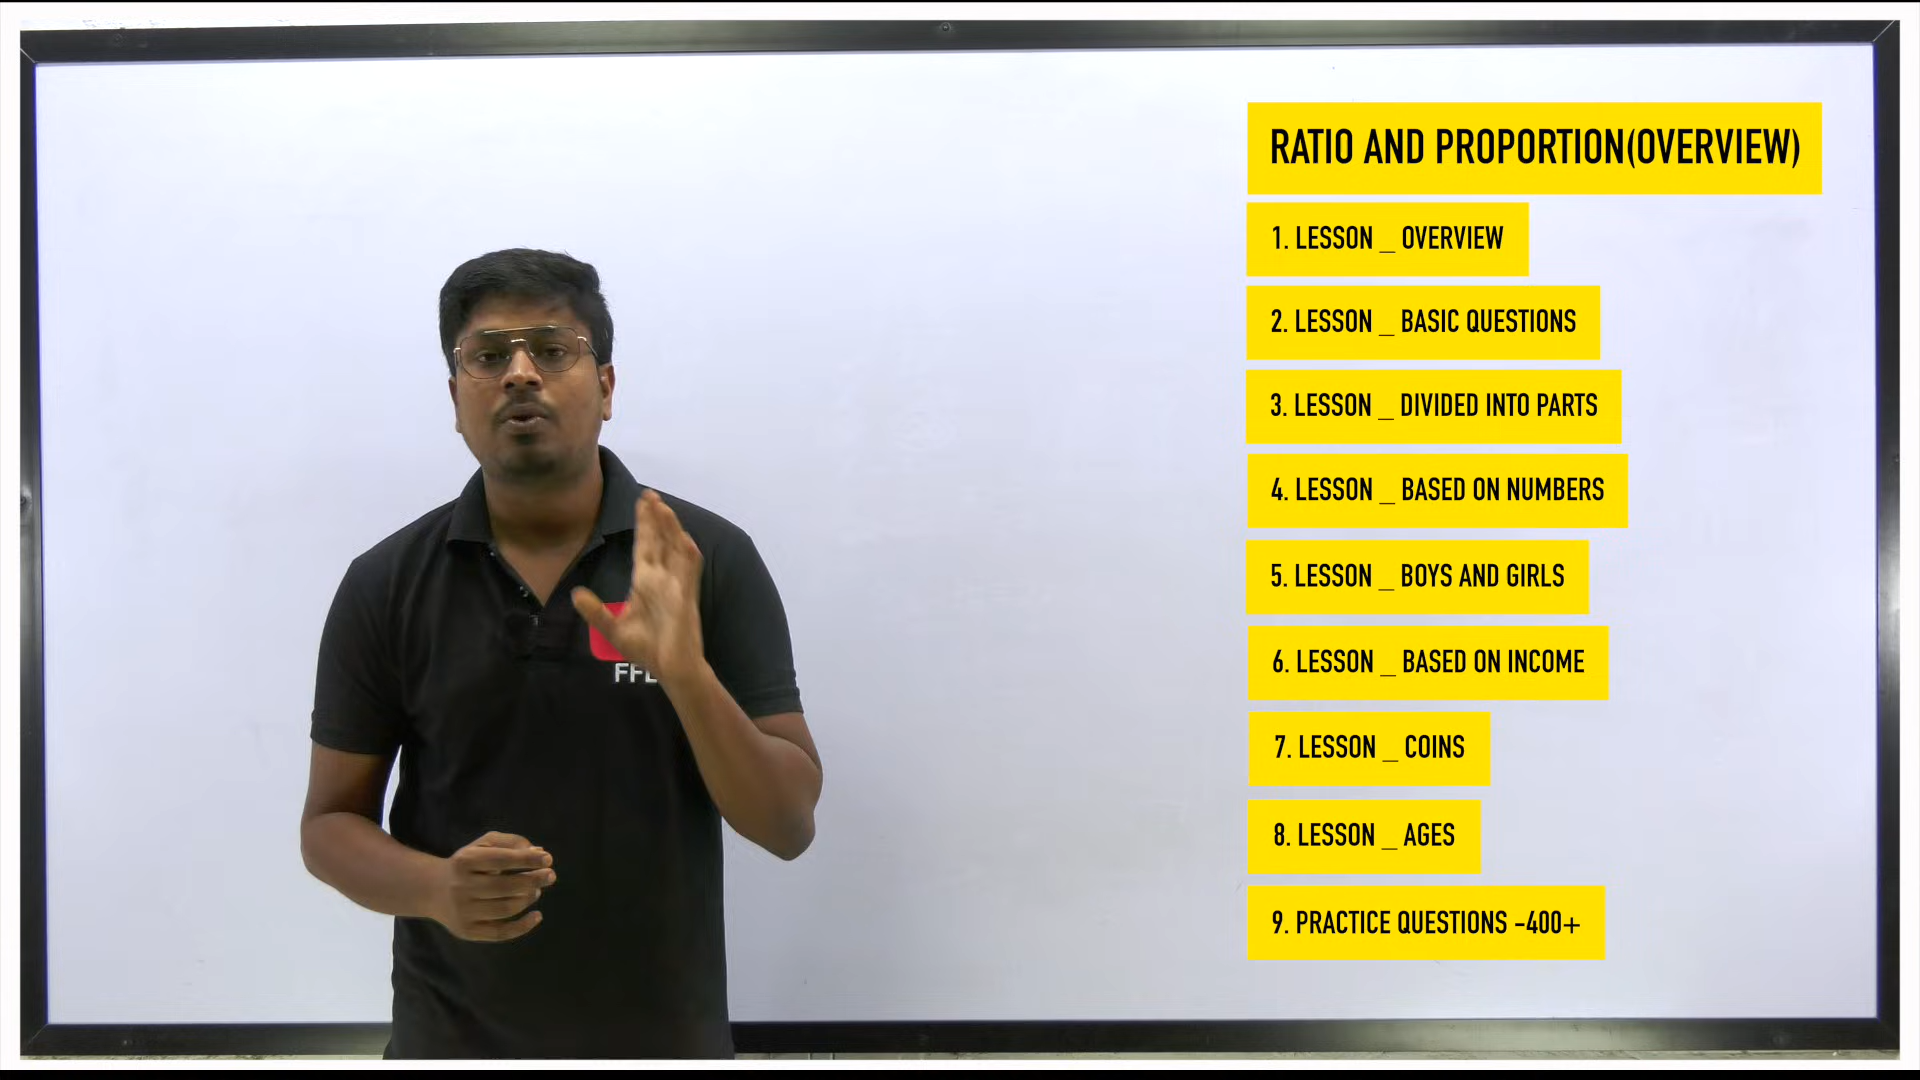 RATIO AND PROPORTION(OVERVIEW)
1. LESSON _ OVERVIEW
2. LESSON _ BASIC QUESTIONS
3. LESSON _ DIVIDED INTO PARTS
4. LESSON _ BASED ON NUMBERS
5. LESSON _ BOYS AND GIRLS
6. LESSON _ BASED ON INCOME
7. LESSON _ COINS
8. LESSON _ AGES
9. PRACTICE QUESTIONS -400+